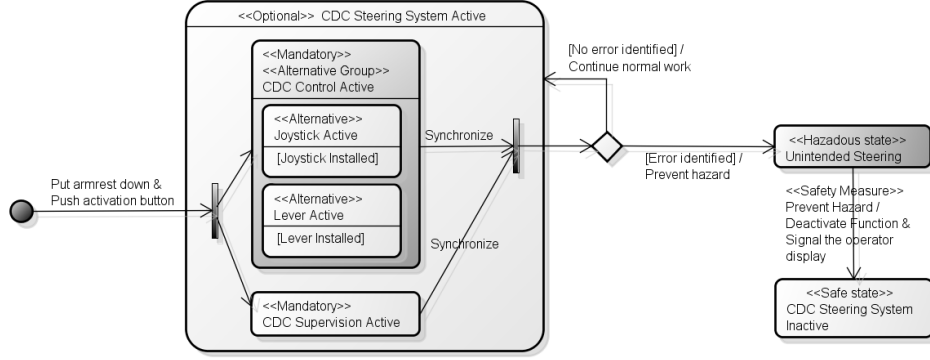 <<Optional>> CDC Steering System Active
<<Mandatory>>
<<Alternative Group>>
CDC Control Active
<<Alternative>>
Joystick Active
[Joystick Installed]
<<Alternative>>
Lever Active
[Lever Installed]
<<Mandatory>>
CDC Supervision Active
Put armrest down &
Push activation button
Synchronize
Synchronize
[No error identified] /
Continue normal work
[Error identified] /
Prevent hazard
<<Hazardous state>>
Unintended Steering
<<Safety Measure>>
Prevent Hazard /
Deactivate Function &
Signal the operator
display
<<Safe state>>
CDC Steering System
Inactive